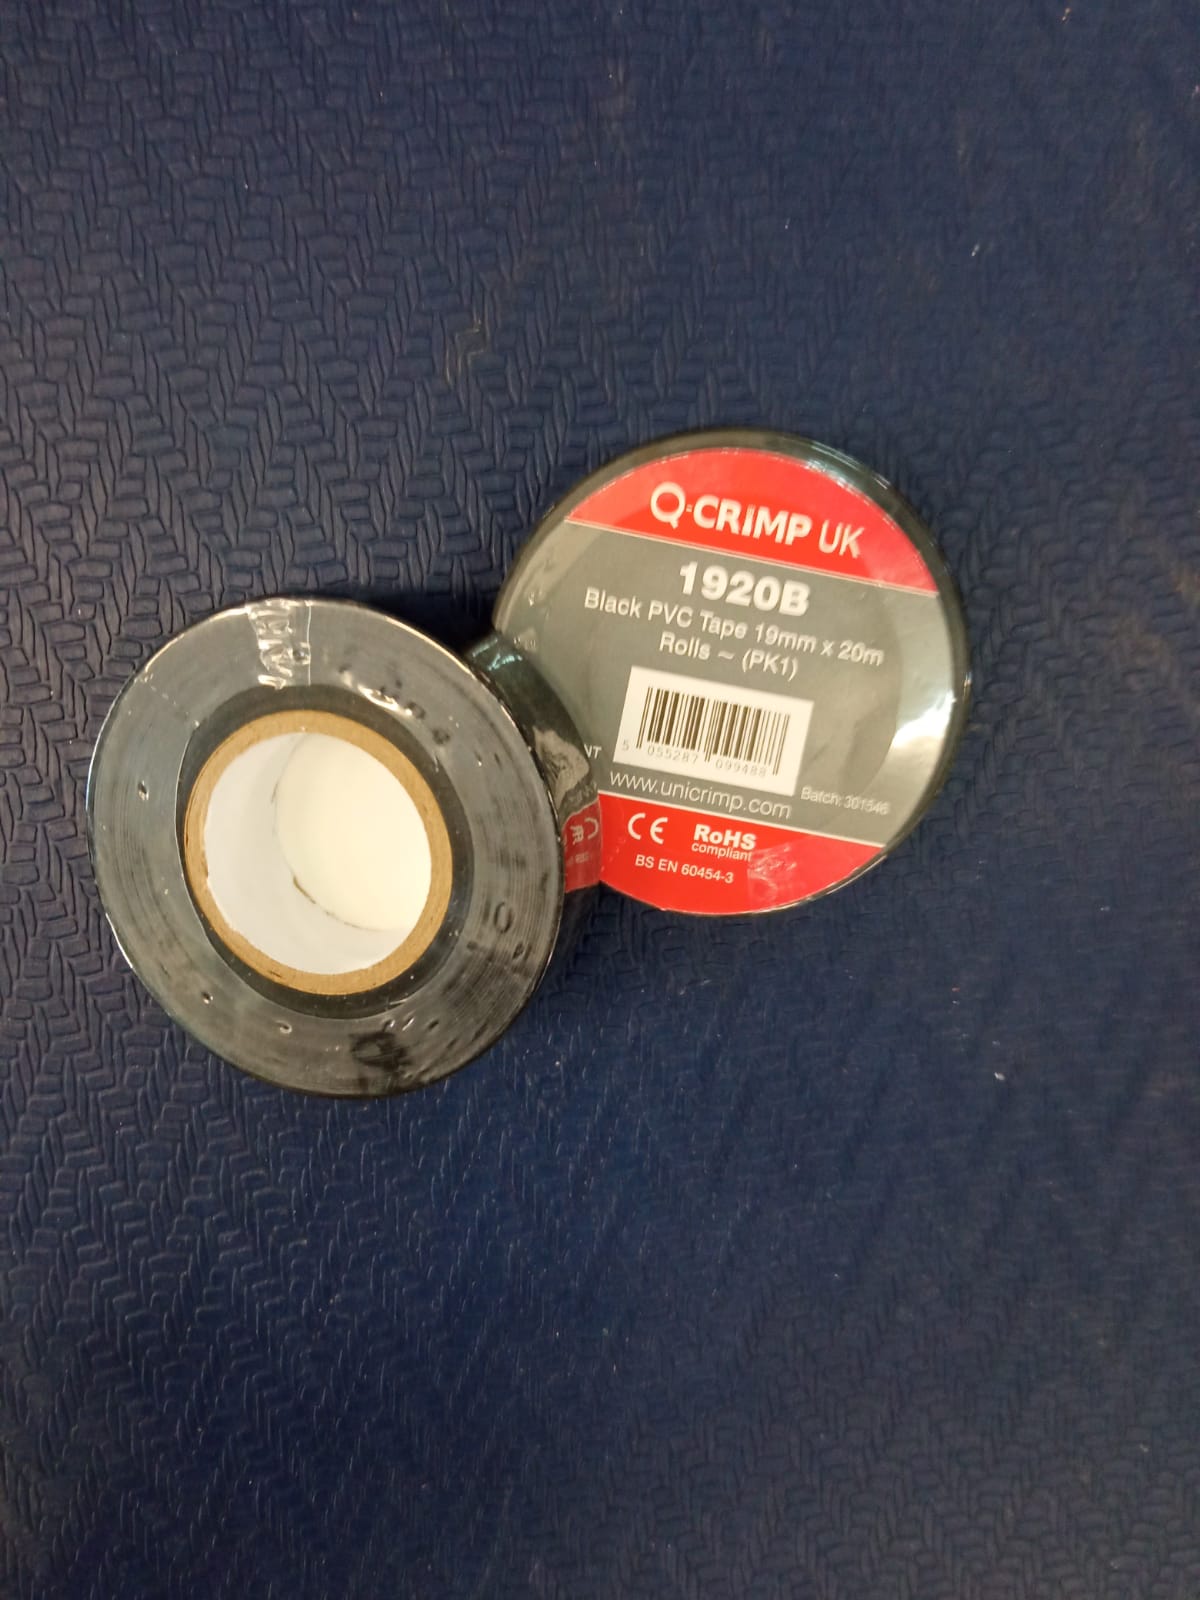 Q-CRIMP UK
1920B
Black PVC Tape 19mm x 20m
Rolls ~ (PK1)
5 055287 099488
NT
www.unicrimp.com
Batch: 301546
CE RoHS
compliant
BS EN 60454-3